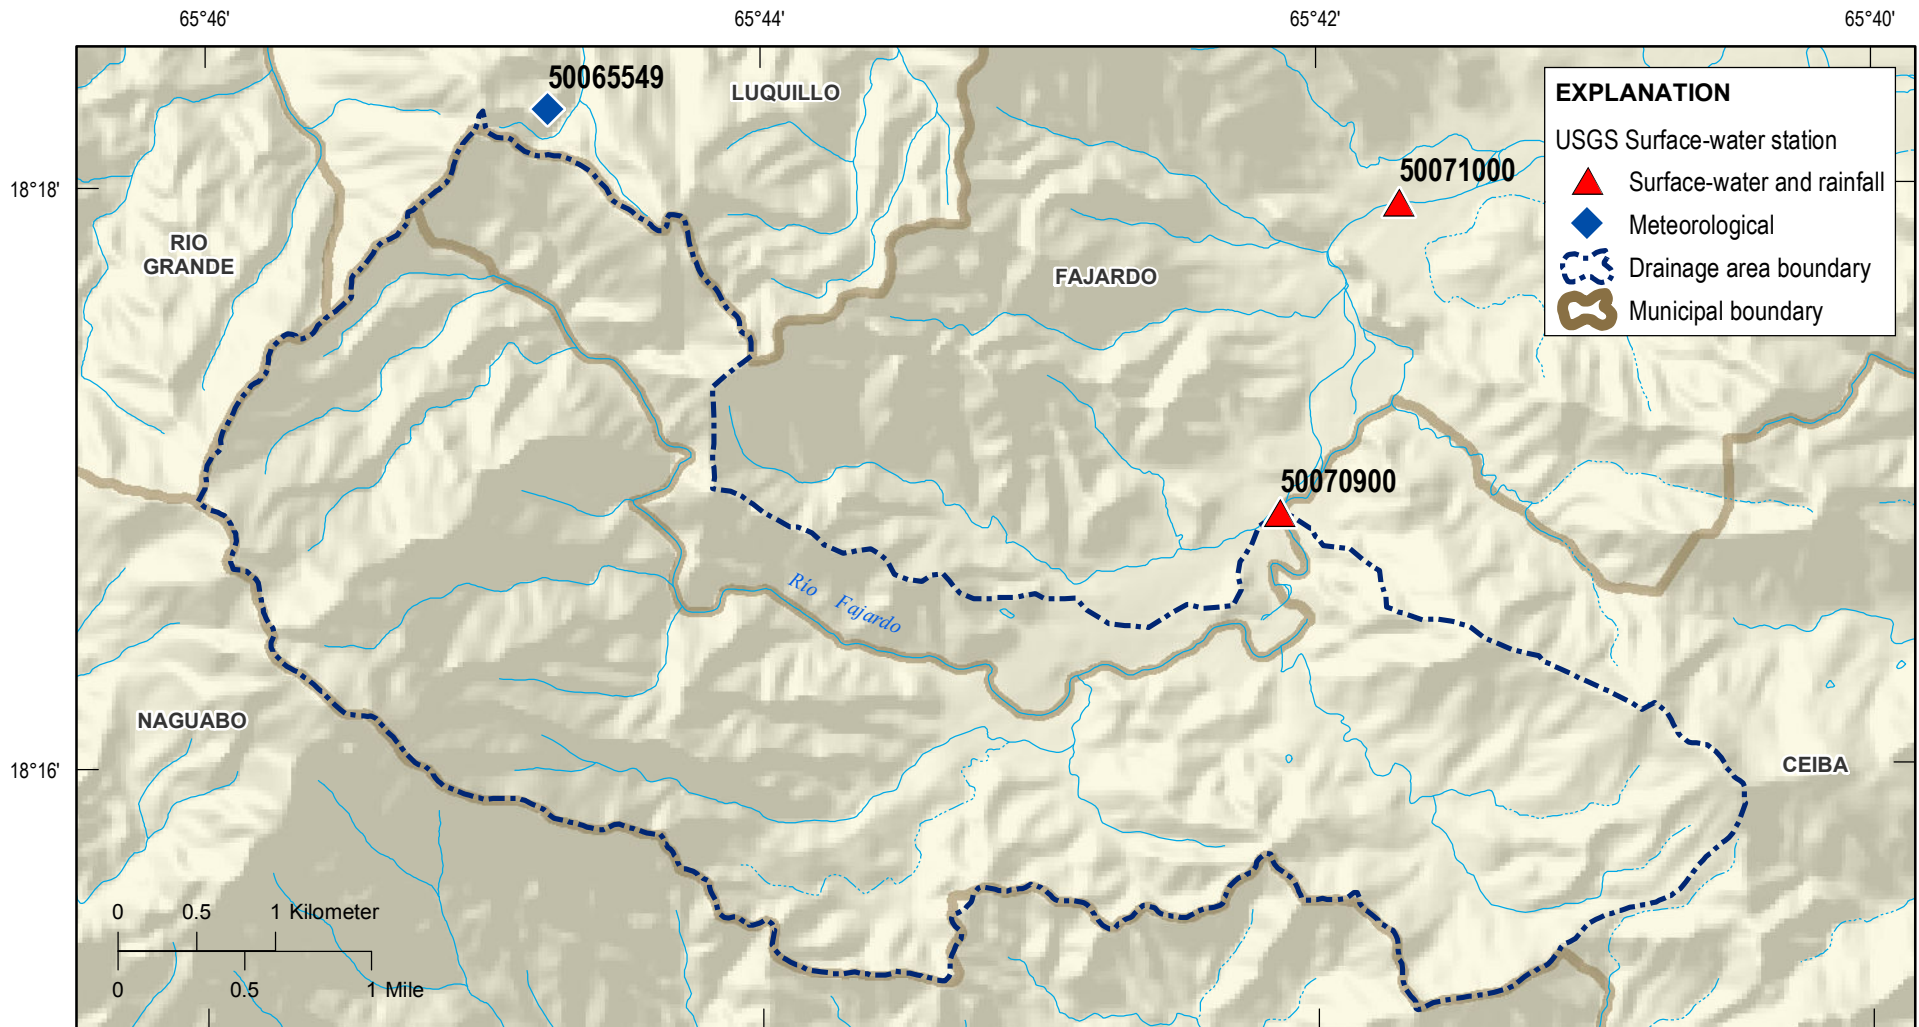 65°46'
65°44'
65°42'
65°40'
50065549
LUQUILLO
EXPLANATION
USGS Surface-water station
Surface-water and rainfall
Meteorological
Drainage area boundary
Municipal boundary
50071000
18°18'
RIO
GRANDE
FAJARDO
50070900
Río Fajardo
NAGUABO
18°16'
CEIBA
0 0.5 1 Kilometer
0 0.5 1 Mile